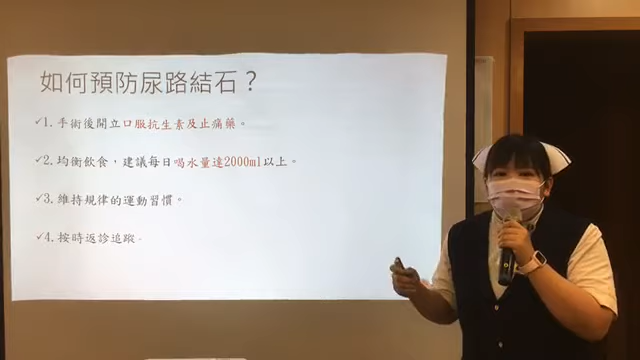 如何預防尿路結石？
✓1.手術後開立口服抗生素及止痛藥。
✓2.均衡飲食，建議每日喝水量達2000ml以上。
✓3.維持規律的運動習慣。
✓4.按時返診追蹤。